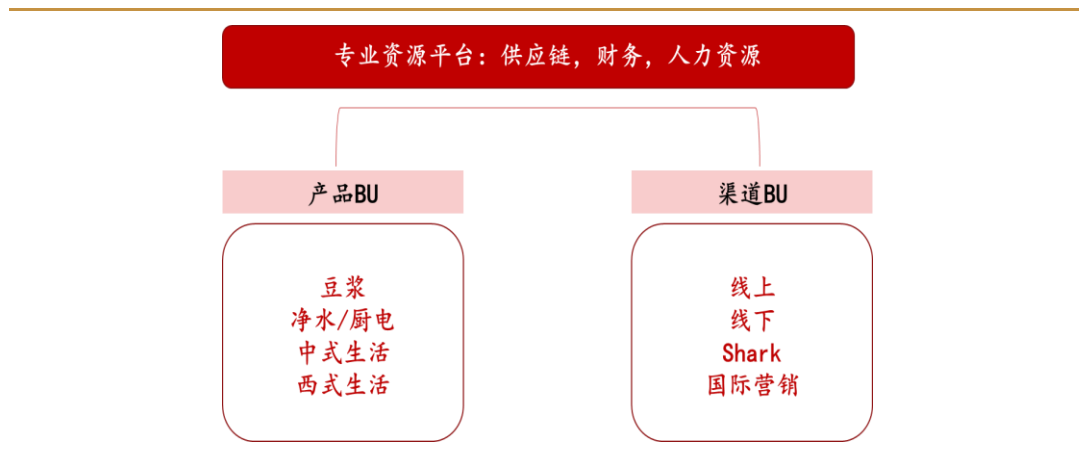 专业资源平台：供应链，财务，人力资源
产品BU
渠道BU
豆浆
净水/厨电
中式生活
西式生活
线上
线下
Shark
国际营销